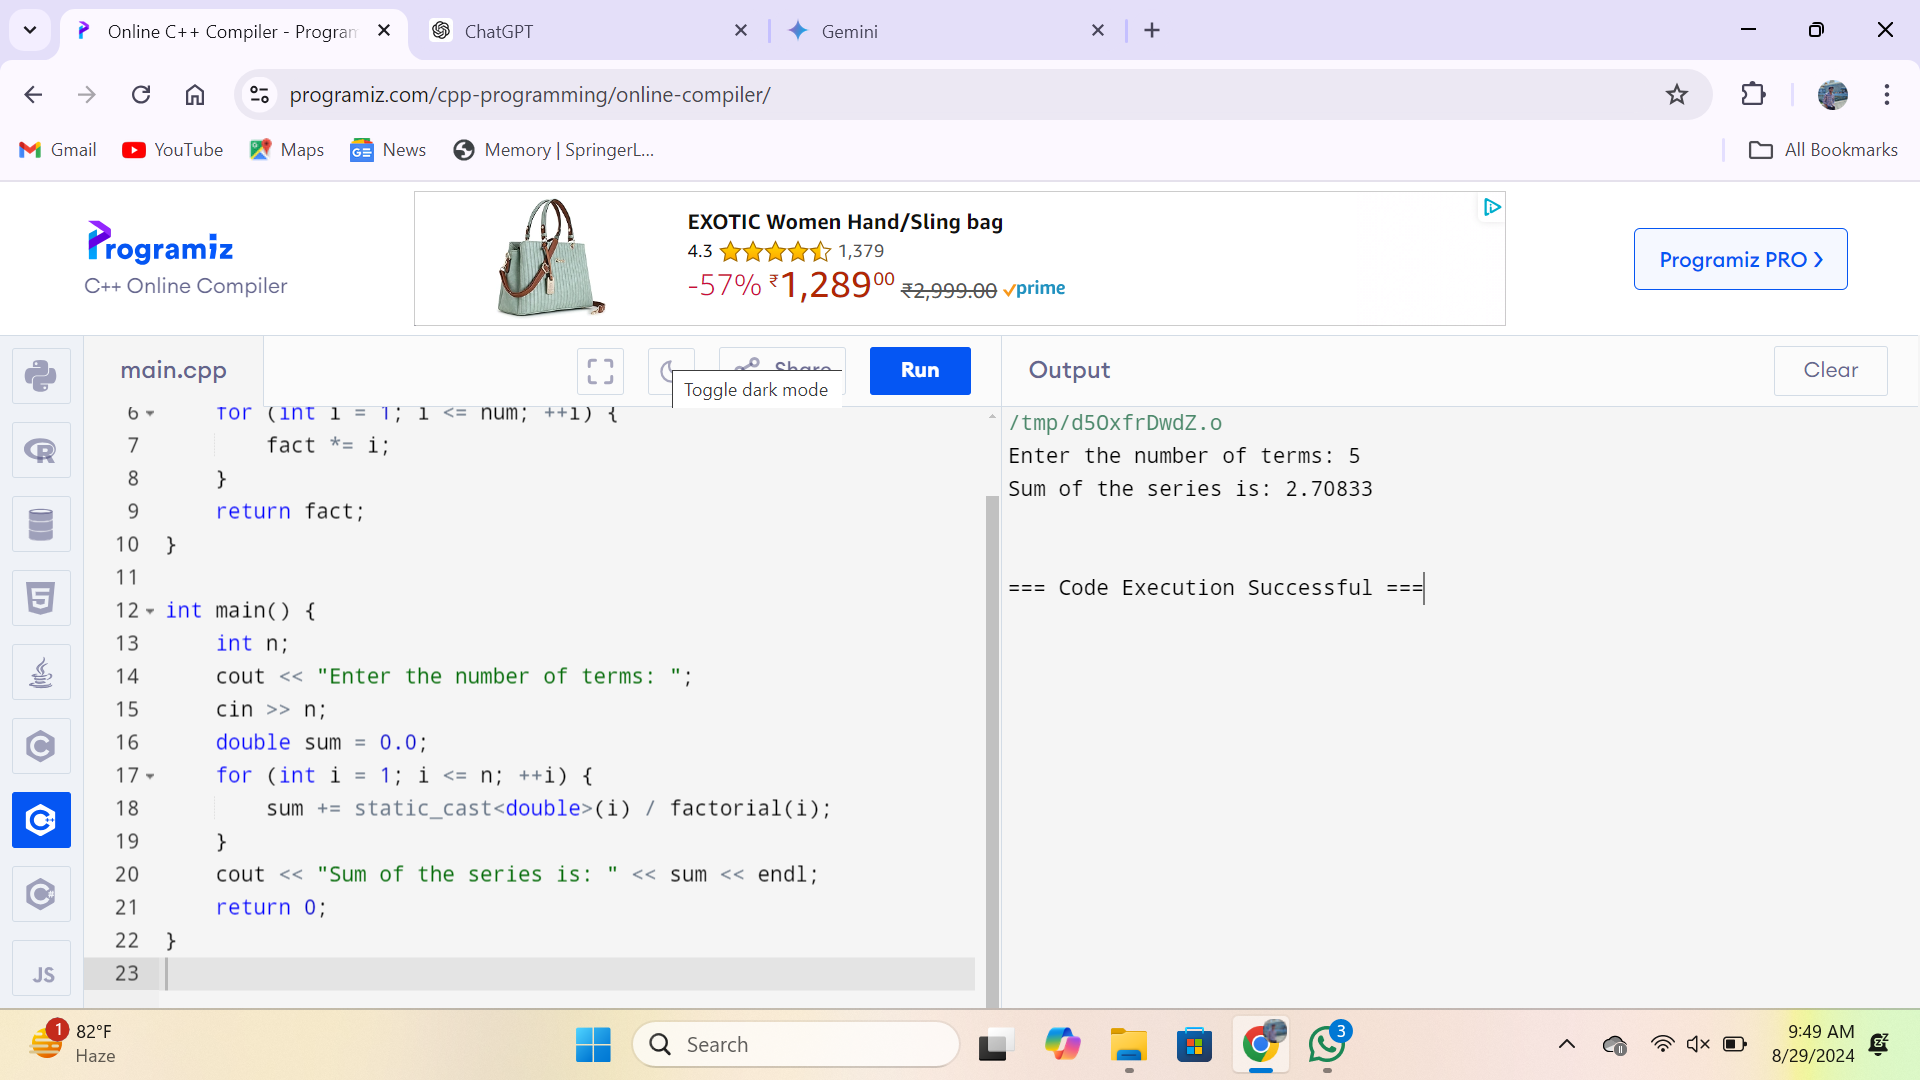 Online C++ Compiler - Program
ChatGPT
Gemini
programiz.com/cpp-programming/online-compiler/
Gmail
YouTube
Maps
News
Memory | SpringerL...
All Bookmarks
Programiz
C++ Online Compiler
EXOTIC Women Hand/Sling bag
4.3 1,379
-57% ₹1,289⁰⁰ ₹2,999.00 prime
Programiz PRO ❯
main.cpp
Share
Toggle dark mode
Run
Output
Clear
6 for (int i = 1; i <= num; ++i) {
7 fact *= i;
8 }
9 return fact;
10 }
11
12 int main() {
13 int n;
14 cout << "Enter the number of terms: ";
15 cin >> n;
16 double sum = 0.0;
17 for (int i = 1; i <= n; ++i) {
18 sum += static_cast<double>(i) / factorial(i);
19 }
20 cout << "Sum of the series is: " << sum << endl;
21 return 0;
22 }
23
/tmp/d5OxfrDwdZ.o
Enter the number of terms: 5
Sum of the series is: 2.70833
=== Code Execution Successful ===
R
5
C
C++
C#
JS
1
82°F
Haze
Search
3
9:49 AM
8/29/2024